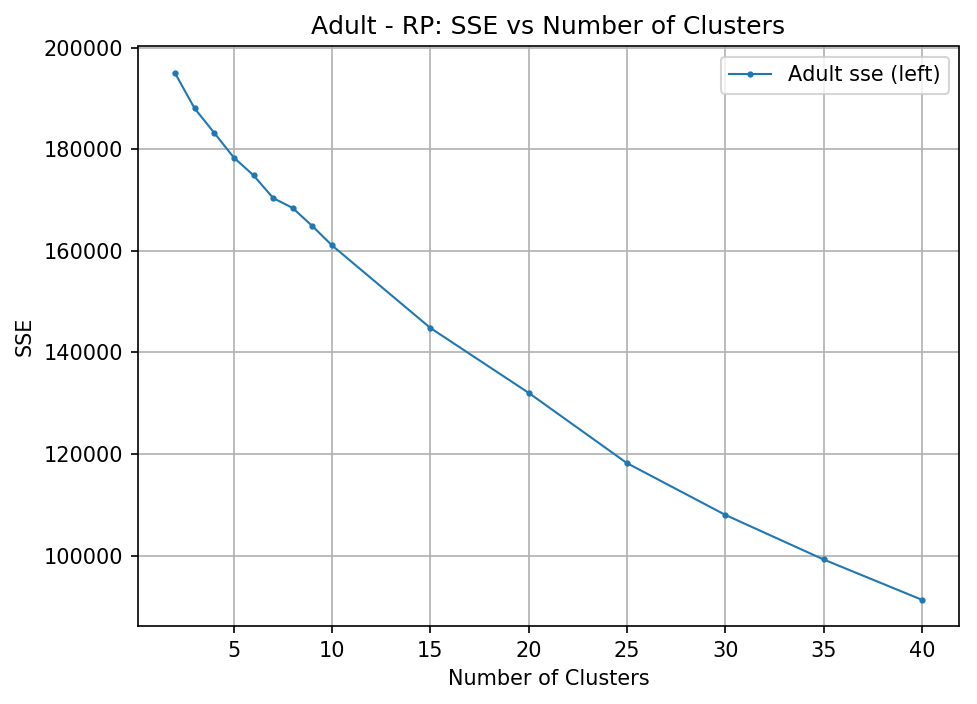 Adult - RP: SSE vs Number of Clusters
Adult sse (left)
200000
180000
160000
140000
120000
100000
SSE
5 10 15 20 25 30 35 40
Number of Clusters